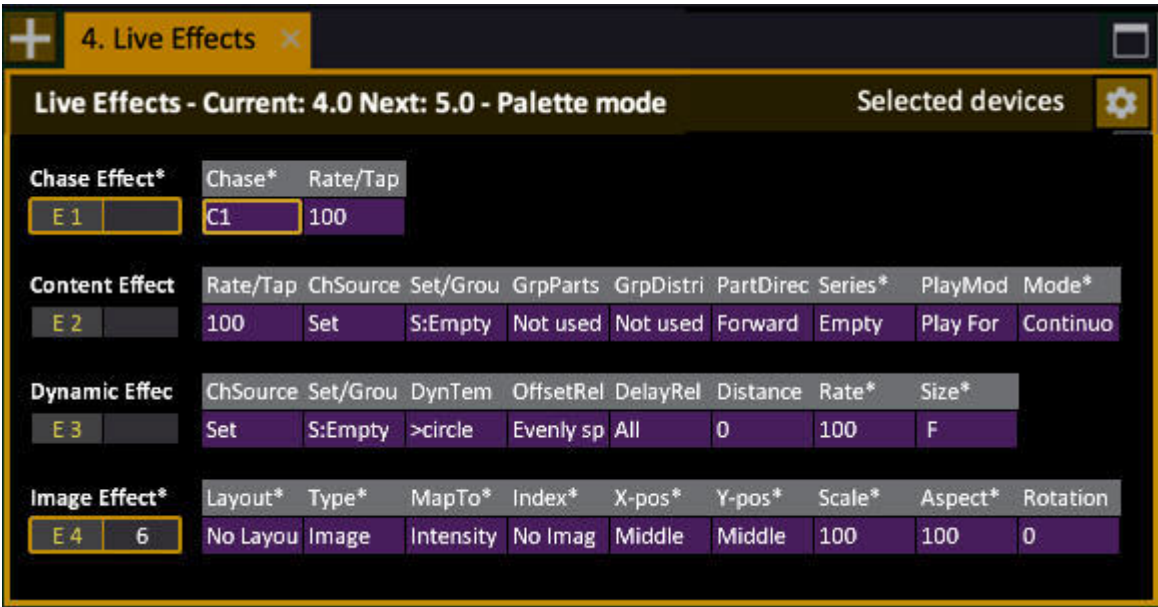 4. Live Effects
Live Effects - Current: 4.0 Next: 5.0 - Palette mode Selected devices
Chase Effect* Chase* Rate/Tap
E 1 C1 100
Content Effect Rate/Tap ChSource Set/Grou GrpParts GrpDistri PartDirec Series* PlayMod Mode*
E 2 100 Set S:Empty Not used Not used Forward Empty Play For Continuo
Dynamic Effec ChSource Set/Grou DynTem OffsetRel DelayRel Distance Rate* Size*
E 3 Set S:Empty >circle Evenly sp All 0 100 F
Image Effect* Layout* Type* MapTo* Index* X-pos* Y-pos* Scale* Aspect* Rotation
E 4 6 No Layou Image Intensity No Imag Middle Middle 100 100 0